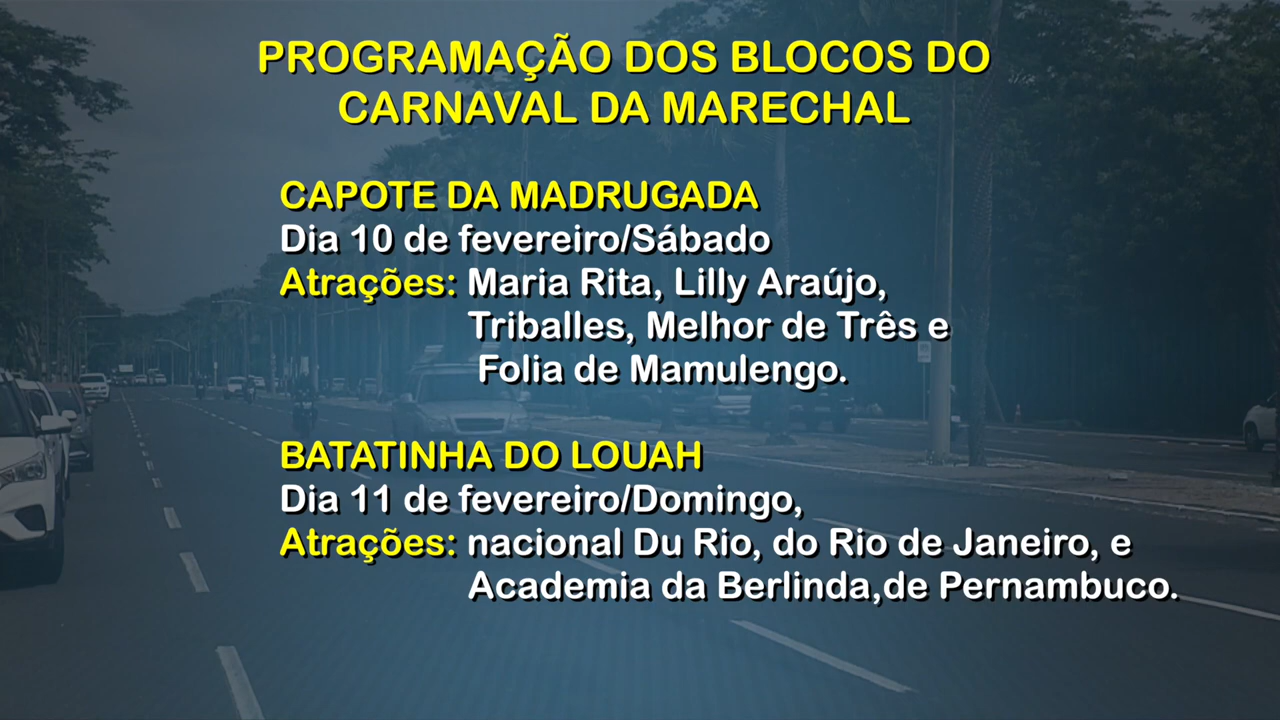 PROGRAMAÇÃO DOS BLOCOS DO
CARNAVAL DA MARECHAL
CAPOTE DA MADRUGADA
Dia 10 de fevereiro/Sábado
Atrações: Maria Rita, Lilly Araújo,
Triballes, Melhor de Três e
Folia de Mamulengo.
BATATINHA DO LOUAH
Dia 11 de fevereiro/Domingo,
Atrações: nacional Du Rio, do Rio de Janeiro, e
Academia da Berlinda,de Pernambuco.